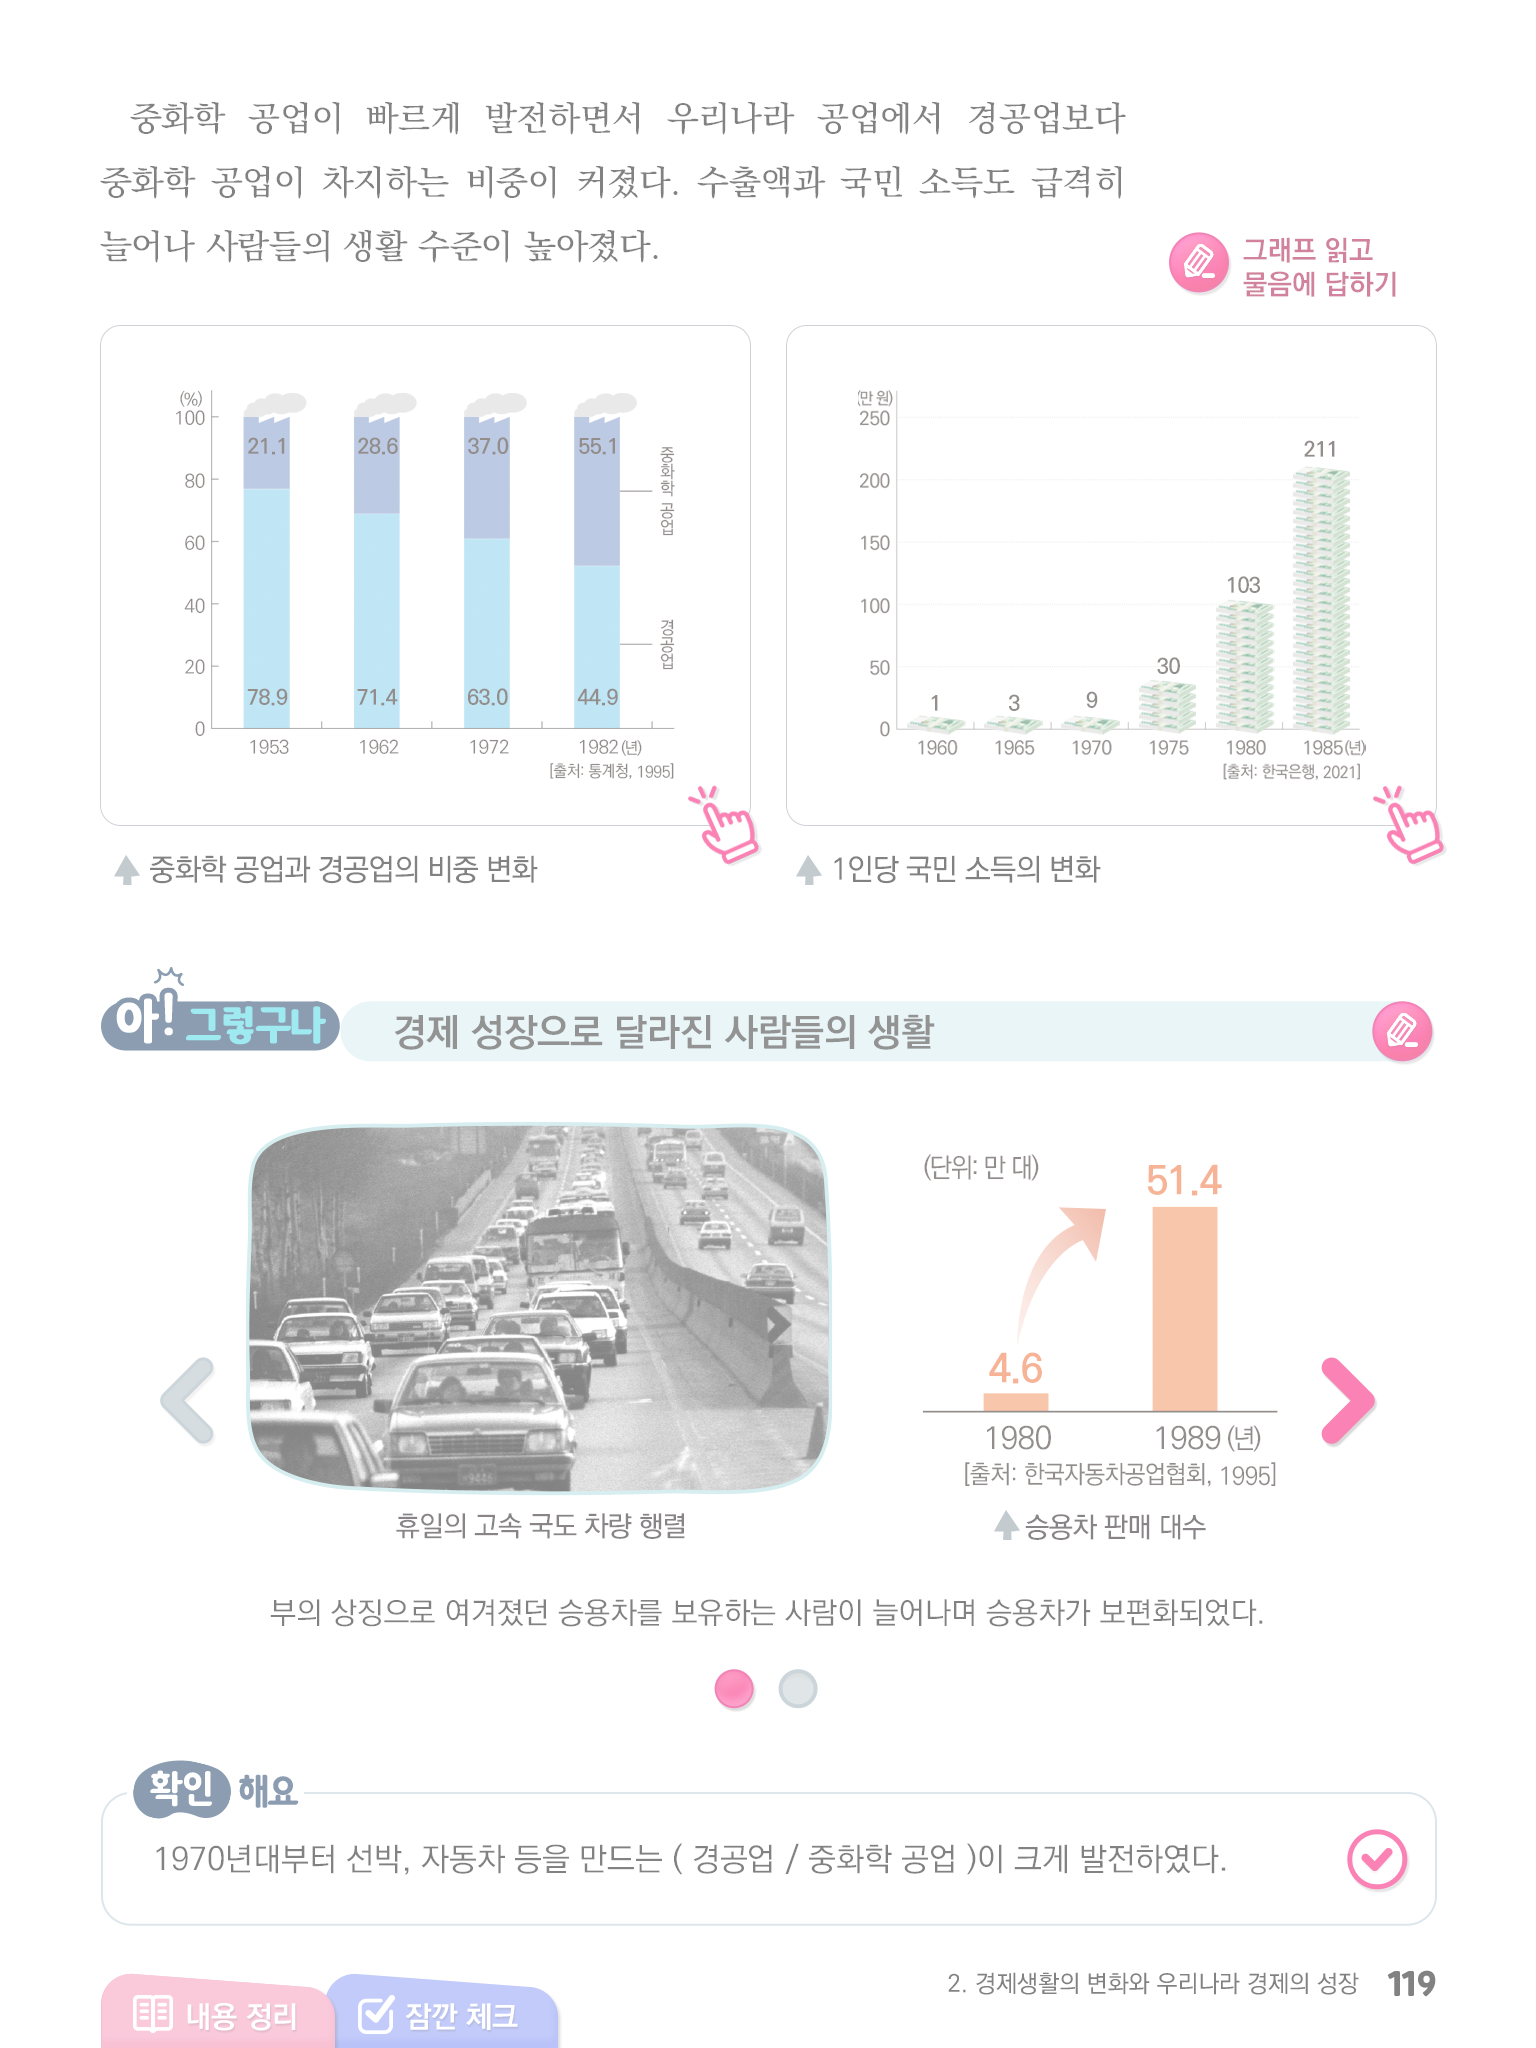 중화학 공업이 빠르게 발전하면서 우리나라 공업에서 경공업보다
중화학 공업이 차지하는 비중이 커졌다. 수출액과 국민 소득도 급격히
늘어나 사람들의 생활 수준이 높아졌다.
그래프 읽고
물음에 답하기
(%)
100
80
60
40
20
0
21.1
28.6
37.0
55.1
중화학 공업
경공업
78.9
71.4
63.0
44.9
1953
1962
1972
1982(년)
[출처: 통계청, 1995]
중화학 공업과 경공업의 비중 변화
(만 원)
250
200
150
100
50
0
1
3
9
30
103
211
1960
1965
1970
1975
1980
1985(년)
[출처: 한국은행, 2021]
1인당 국민 소득의 변화
아! 그렇구나
경제 성장으로 달라진 사람들의 생활
휴일의 고속 국도 차량 행렬
(단위: 만 대)
51.4
4.6
1980
1989 (년)
[출처: 한국자동차공업협회, 1995]
승용차 판매 대수
부의 상징으로 여겨졌던 승용차를 보유하는 사람이 늘어나며 승용차가 보편화되었다.
확인 해요
1970년대부터 선박, 자동차 등을 만드는 ( 경공업 / 중화학 공업 )이 크게 발전하였다.
2. 경제생활의 변화와 우리나라 경제의 성장 119
내용 정리
잠깐 체크